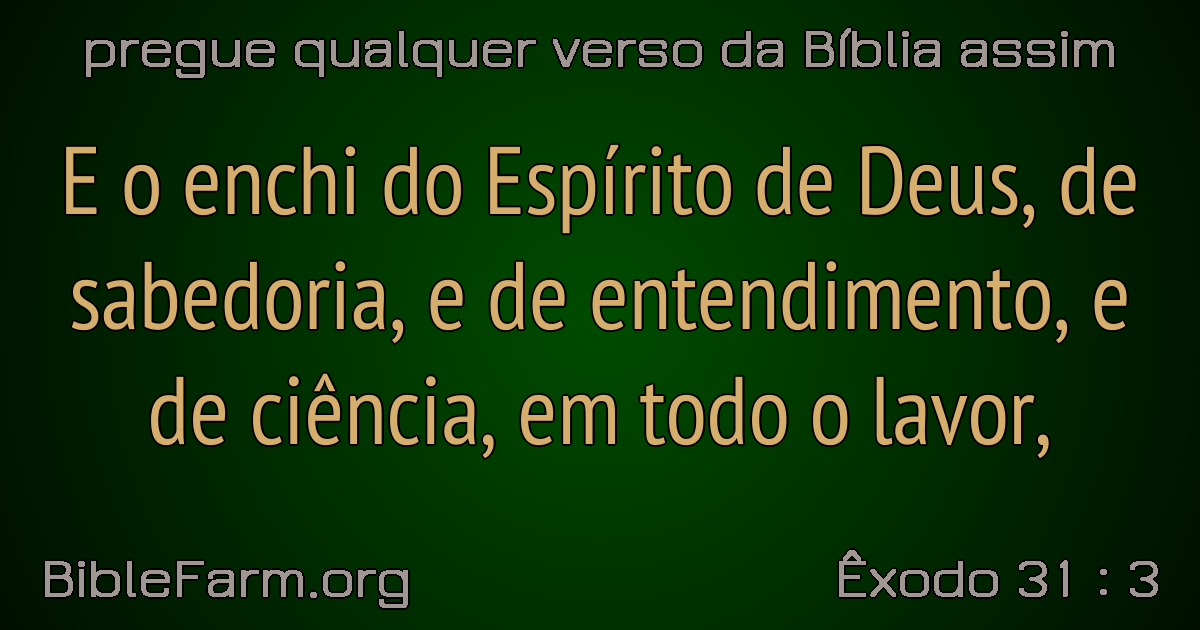 pregue qualquer verso da Bíblia assim
E o enchi do Espírito de Deus, de
sabedoria, e de entendimento, e
de ciência, em todo o lavor,
BibleFarm.org
Êxodo 31 : 3